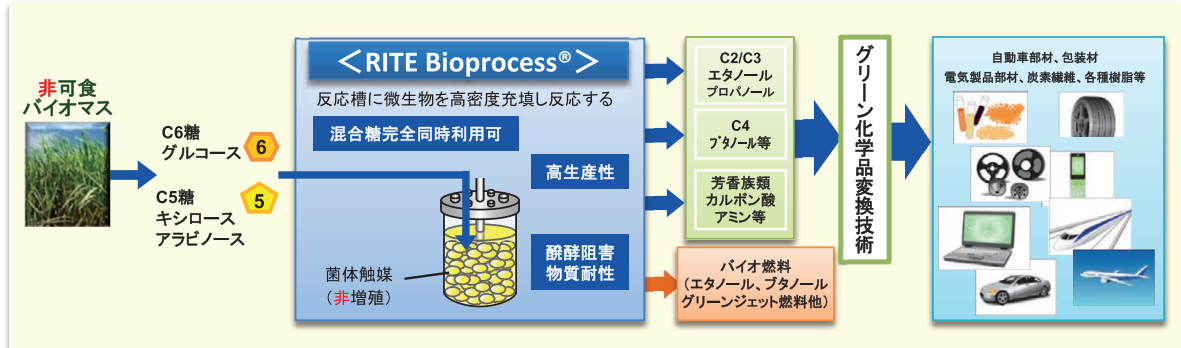 非可食
バイオマス
C6糖
グルコース
6
C5糖
キシロース
アラビノース
5
＜RITE Bioprocess®＞
反応槽に微生物を高密度充填し反応する
混合糖完全同時利用可
高生産性
醗酵阻害
物質耐性
菌体触媒
（非増殖）
C2/C3
エタノール
プロパノール
C4
ブタノール等
芳香族類
カルボン酸
アミン等
バイオ燃料
（エタノール、ブタノール
グリーンジェット燃料他）
グリーン化学品変換技術
自動車部材、包装材
電気製品部材、炭素繊維、各種樹脂等